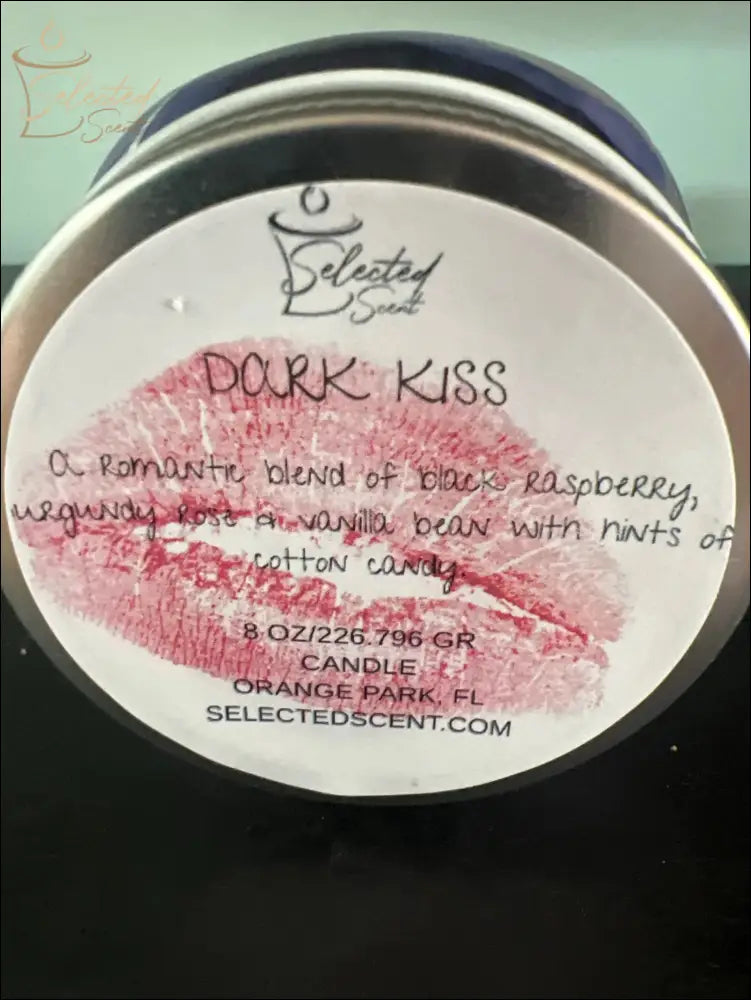 Selected
Scent
Selected
Scent
DARK KISS
a Romantic blend of black Raspberry,
urgundy Rose & vanilla bean with hints of
cotton candy.
8 OZ/226.796 GR
CANDLE
ORANGE PARK, FL
SELECTEDSCENT.COM